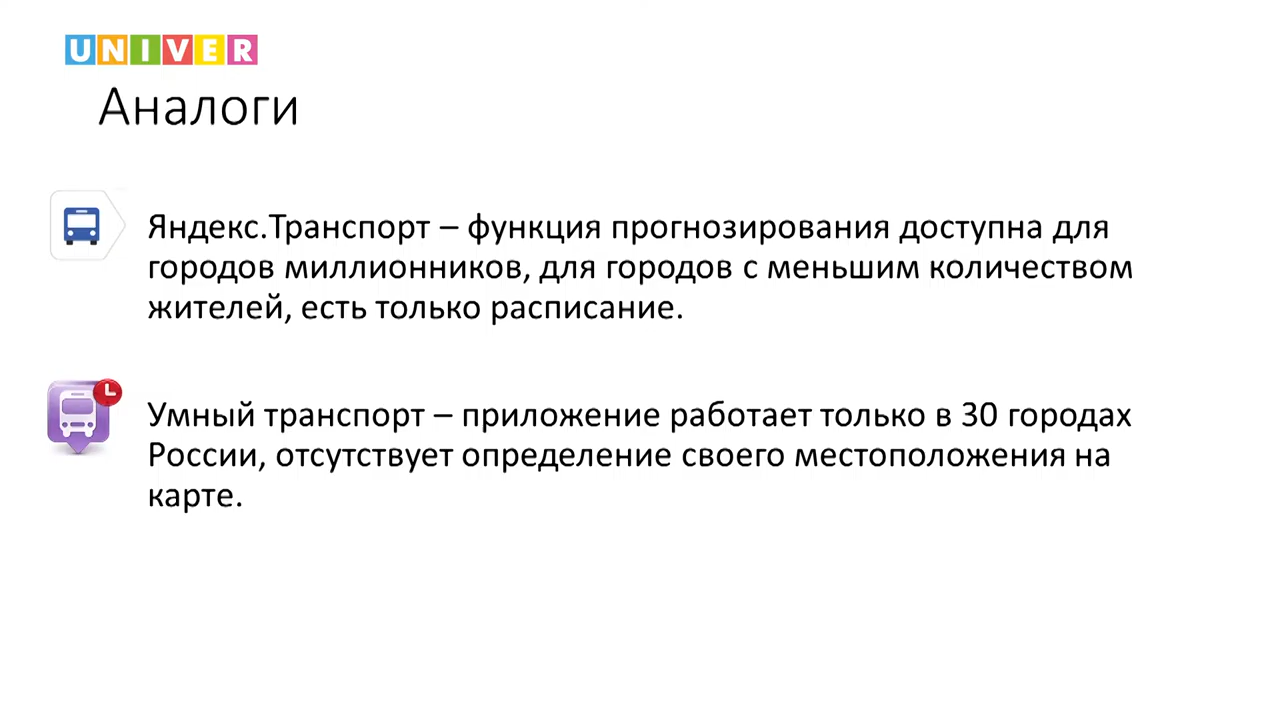 UNIVER
Аналоги
Яндекс.Транспорт – функция прогнозирования доступна для
городов миллионников, для городов с меньшим количеством
жителей, есть только расписание.
Умный транспорт – приложение работает только в 30 городах
России, отсутствует определение своего местоположения на
карте.